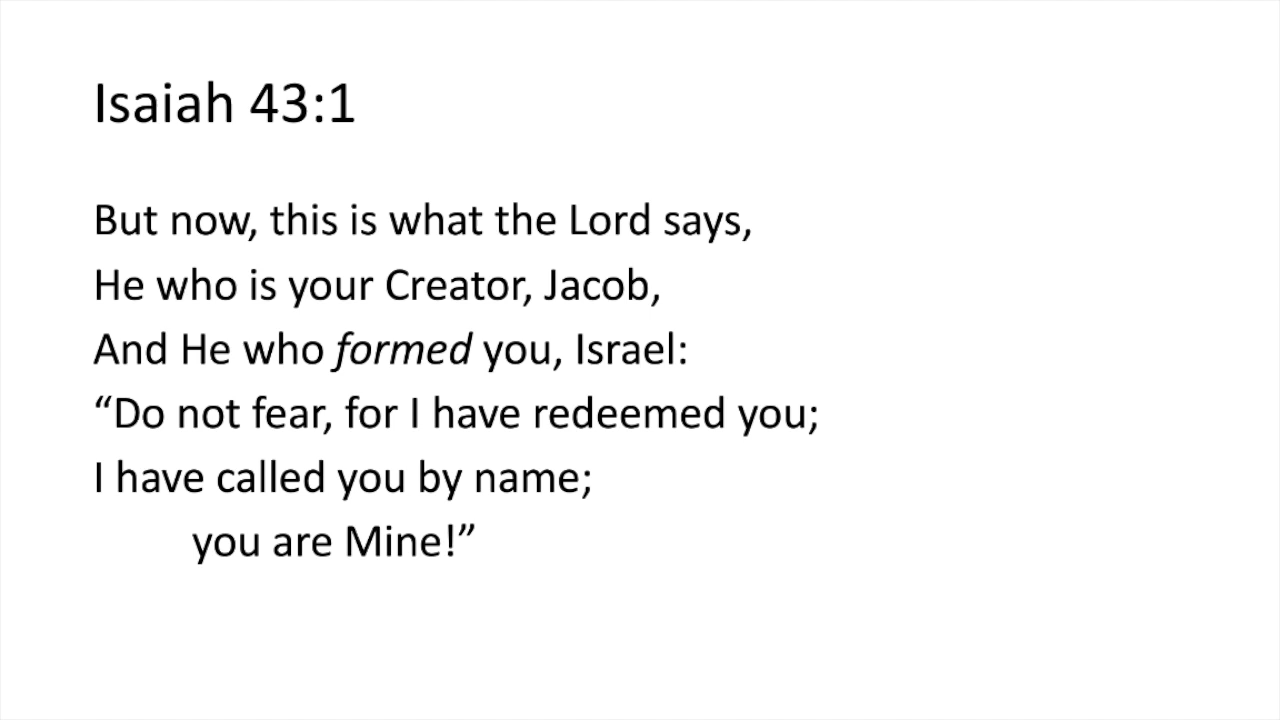 Isaiah 43:1
But now, this is what the Lord says,
He who is your Creator, Jacob,
And He who formed you, Israel:
“Do not fear, for I have redeemed you;
I have called you by name;
you are Mine!”